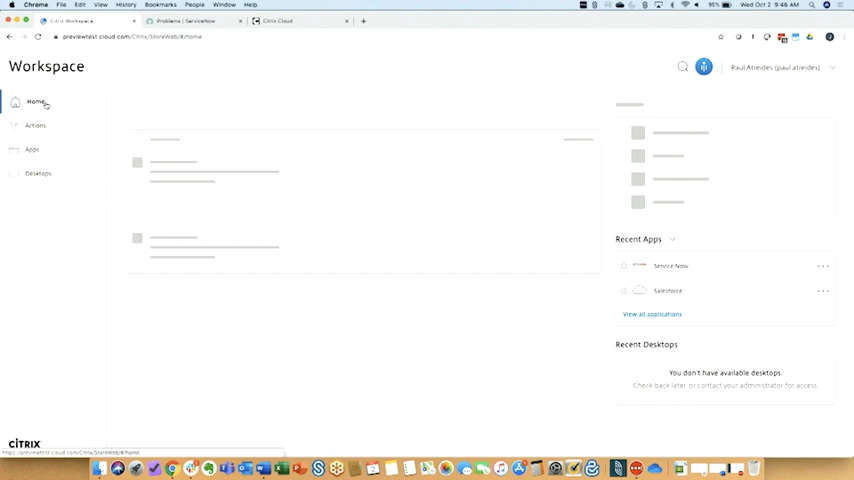 Chrome File Edit View History Bookmarks People Window Help 95% Wed Oct 2 9:46 AM
Citrix Workspace Problems | ServiceNow Citrix Cloud
previewtest.cloud.com/Citrix/StoreWeb/#/home
Workspace
Paul Atreides (paul.atreides)
Home
Actions
Apps
Desktops
Recent Apps
Service Now
Salesforce
View all applications
Recent Desktops
You don't have available desktops.
Check back later or contact your administrator for access
CITRIX
https://previewtest.cloud.com/Citrix/StoreWeb/#/home